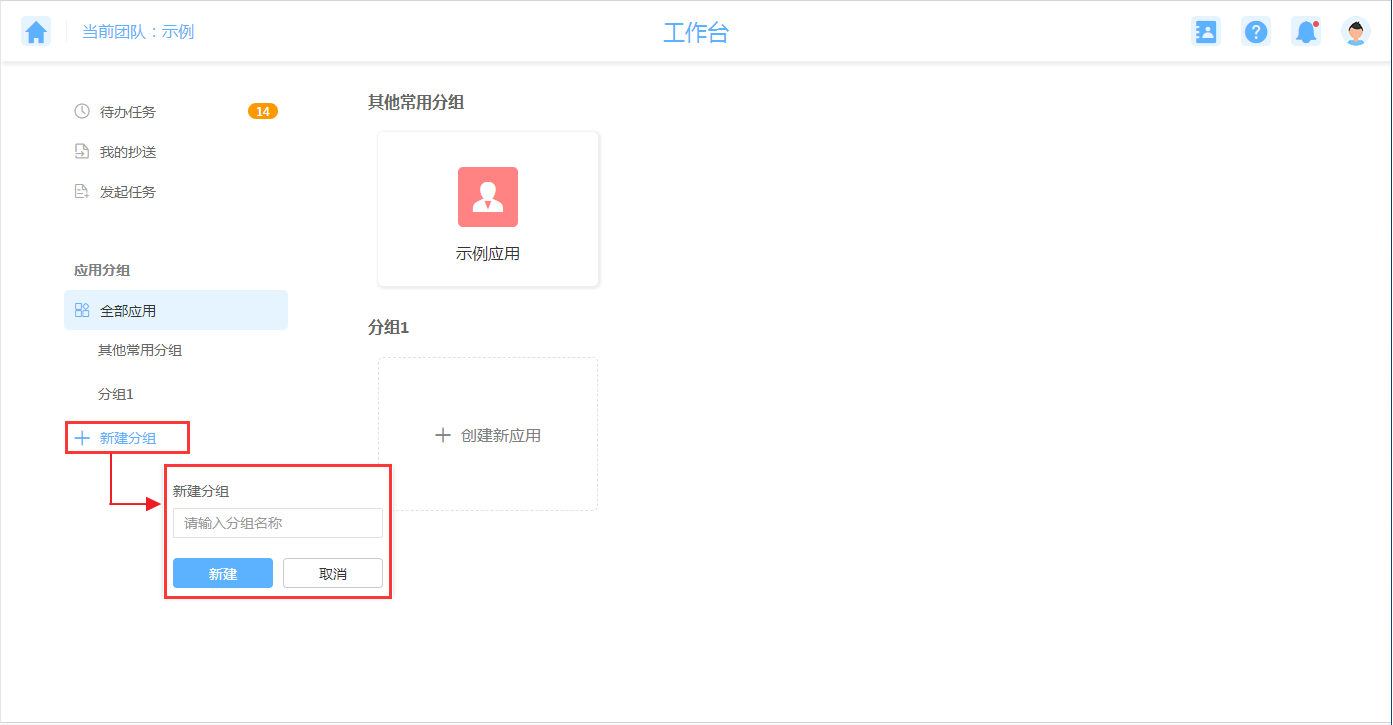 当前团队：示例
工作台
待办任务
14
我的抄送
发起任务
应用分组
全部应用
其他常用分组
分组1
新建分组
新建分组
请输入分组名称
新建
取消
其他常用分组
示例应用
分组1
创建新应用